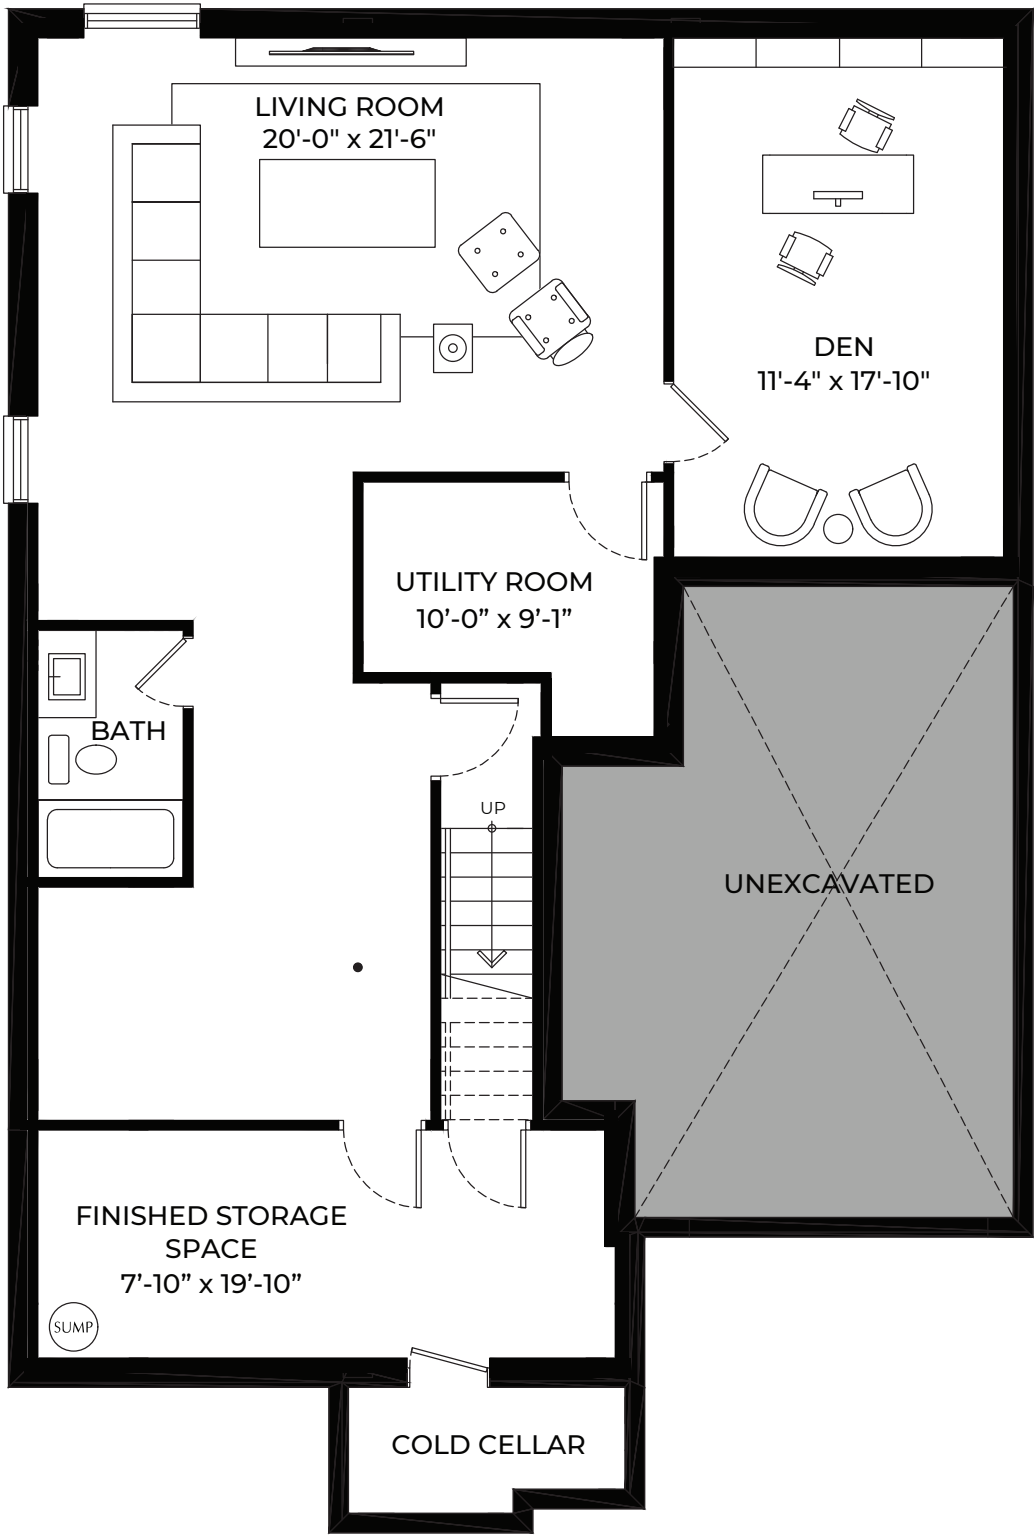 LIVING ROOM
20'-0" x 21'-6"
DEN
11'-4" x 17'-10"
UTILITY ROOM
10’-0” x 9’-1”
BATH
UP
UNEXCAVATED
FINISHED STORAGE
SPACE
7’-10” x 19’-10”
SUMP
COLD CELLAR